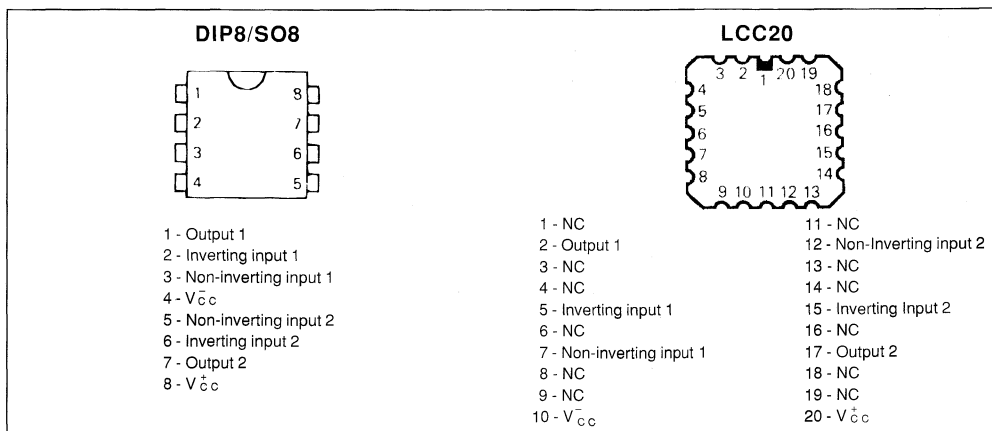 DIP8/SO8
1 8
2 7
3 6
4 5
1 - Output 1
2 - Inverting input 1
3 - Non-inverting input 1
4 - V-cc
5 - Non-inverting input 2
6 - Inverting input 2
7 - Output 2
8 - V+cc
LCC20
3 2 1 20 19
4 18
5 17
6 16
7 15
8 14
9 10 11 12 13
1 - NC
2 - Output 1
3 - NC
4 - NC
5 - Inverting input 1
6 - NC
7 - Non-inverting input 1
8 - NC
9 - NC
10 - V-cc
11 - NC
12 - Non-Inverting input 2
13 - NC
14 - NC
15 - Inverting Input 2
16 - NC
17 - Output 2
18 - NC
19 - NC
20 - V+cc